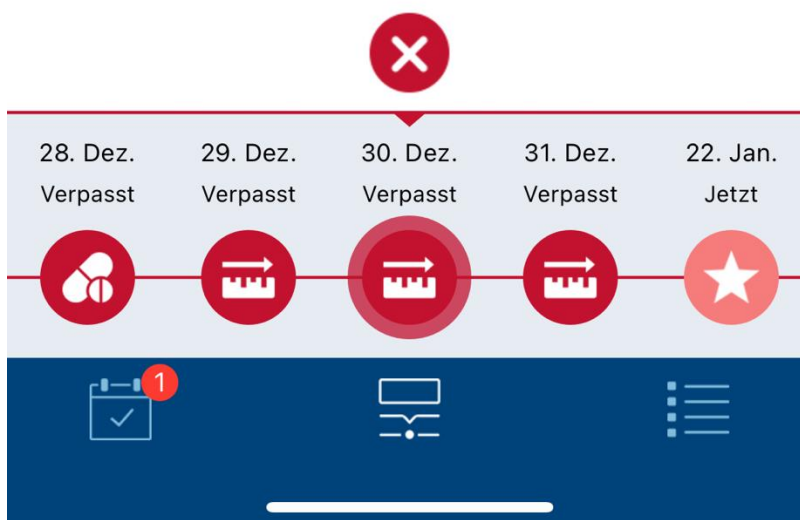 28. Dez. 29. Dez. 30. Dez. 31. Dez. 22. Jan.
Verpasst Verpasst Verpasst Verpasst Jetzt
1